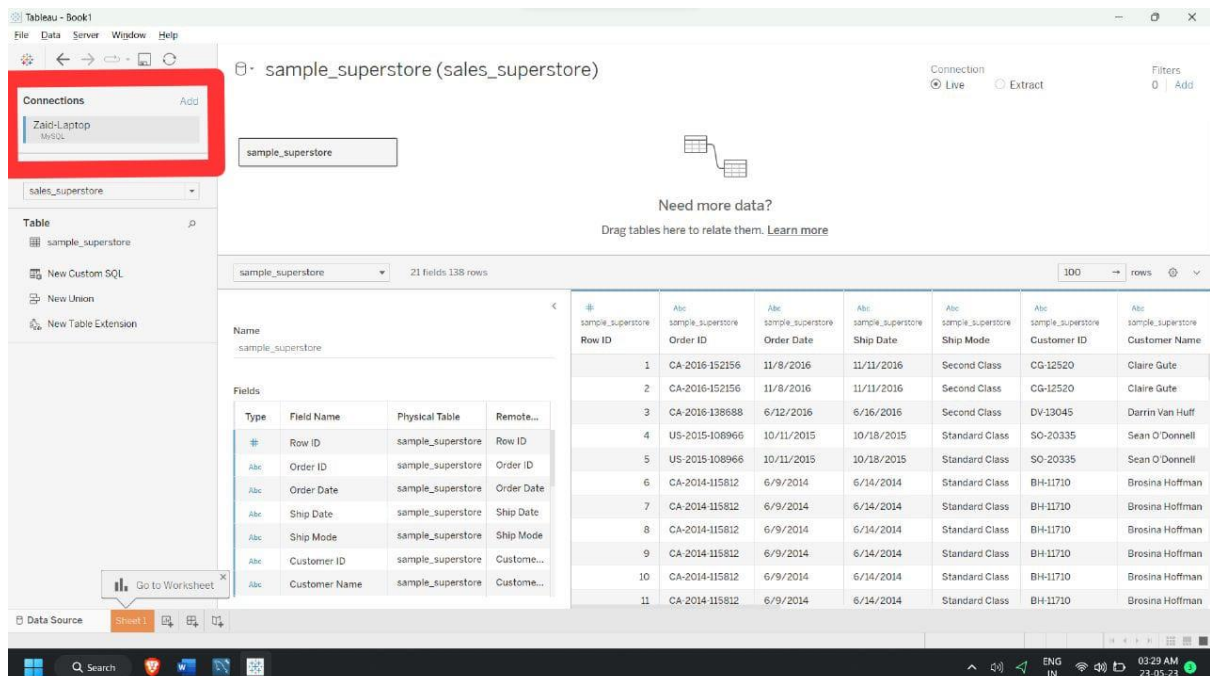 Tableau - Book1
File Data Server Window Help
Connections Add
Zaid-Laptop
MySQL
sales_superstore
Table
sample_superstore
New Custom SQL
New Union
New Table Extension
sample_superstore (sales_superstore)
Connection
Live Extract
Filters
0 Add
sample_superstore
Need more data?
Drag tables here to relate them. Learn more
sample_superstore 21 fields 138 rows 100 rows
Name
sample_superstore
Fields
Type Field Name Physical Table Remote...
# Row ID sample_superstore Row ID
Abc Order ID sample_superstore Order ID
Abc Order Date sample_superstore Order Date
Abc Ship Date sample_superstore Ship Date
Abc Ship Mode sample_superstore Ship Mode
Abc Customer ID sample_superstore Custome...
Abc Customer Name sample_superstore Custome...
# Abc Abc Abc Abc Abc Abc
sample_superstore sample_superstore sample_superstore sample_superstore sample_superstore sample_superstore sample_superstore
Row ID Order ID Order Date Ship Date Ship Mode Customer ID Customer Name
1 CA-2016-152156 11/8/2016 11/11/2016 Second Class CG-12520 Claire Gute
2 CA-2016-152156 11/8/2016 11/11/2016 Second Class CG-12520 Claire Gute
3 CA-2016-138688 6/12/2016 6/16/2016 Second Class DV-13045 Darrin Van Huff
4 US-2015-108966 10/11/2015 10/18/2015 Standard Class SO-20335 Sean O'Donnell
5 US-2015-108966 10/11/2015 10/18/2015 Standard Class SO-20335 Sean O'Donnell
6 CA-2014-115812 6/9/2014 6/14/2014 Standard Class BH-11710 Brosina Hoffman
7 CA-2014-115812 6/9/2014 6/14/2014 Standard Class BH-11710 Brosina Hoffman
8 CA-2014-115812 6/9/2014 6/14/2014 Standard Class BH-11710 Brosina Hoffman
9 CA-2014-115812 6/9/2014 6/14/2014 Standard Class BH-11710 Brosina Hoffman
10 CA-2014-115812 6/9/2014 6/14/2014 Standard Class BH-11710 Brosina Hoffman
11 CA-2014-115812 6/9/2014 6/14/2014 Standard Class BH-11710 Brosina Hoffman
Go to Worksheet
Data Source Sheet 1
Search
ENG
IN
03:29 AM
23-05-23
3